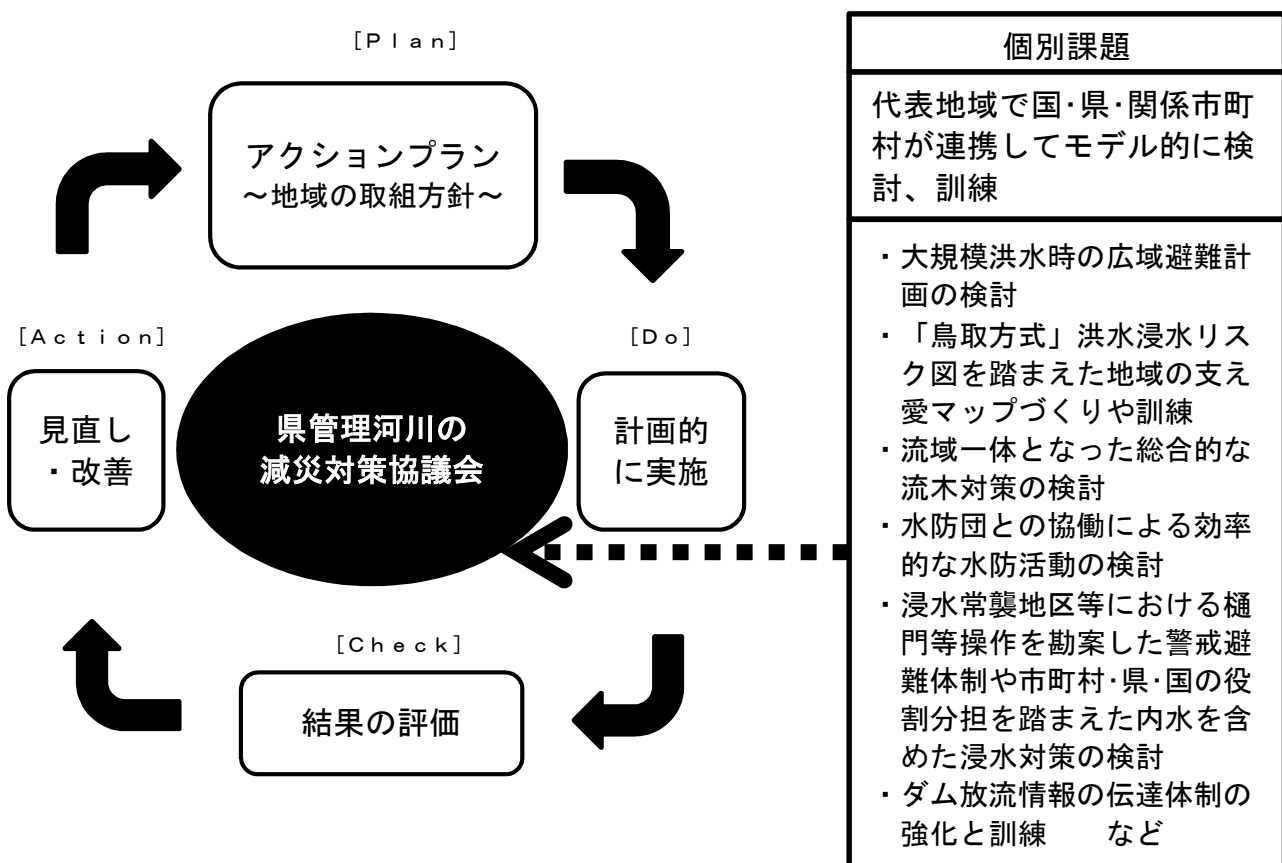 [Plan]
アクションプラン
～地域の取組方針～
[Do]
計画的
に実施
[Check]
結果の評価
[Action]
見直し
・改善
県管理河川の
減災対策協議会
個別課題
代表地域で国・県・関係市町
村が連携してモデル的に検
討、訓練
・大規模洪水時の広域避難計
画の検討
・「鳥取方式」洪水浸水リス
ク図を踏まえた地域の支え
愛マップづくりや訓練
・流域一体となった総合的な
流木対策の検討
・水防団との協働による効率
的な水防活動の検討
・浸水常襲地区等における樋
門等操作を勘案した警戒避
難体制や市町村・県・国の役
割分担を踏まえた内水を含
めた浸水対策の検討
・ダム放流情報の伝達体制の
強化と訓練　　など